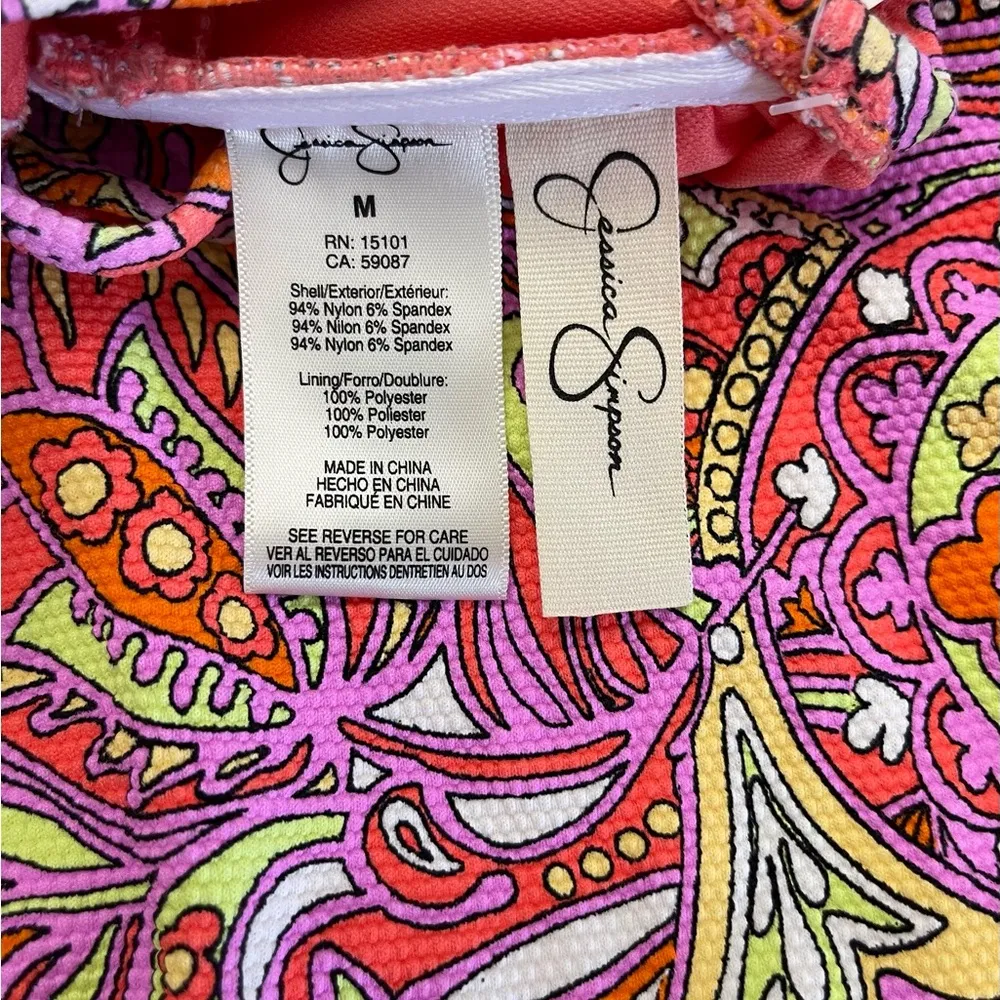 Jessica Simpson
M
RN: 15101
CA: 59087
Shell/Exterior/Extérieur:
94% Nylon 6% Spandex
94% Nilon 6% Spandex
94% Nylon 6% Spandex
Lining/Forro/Doublure:
100% Polyester
100% Poliester
100% Polyester
MADE IN CHINA
HECHO EN CHINA
FABRIQUÉ EN CHINE
SEE REVERSE FOR CARE
VER AL REVERSO PARA EL CUIDADO
VOIR LES INSTRUCTIONS DENTRETIEN AU DOS
Jessica Simpson